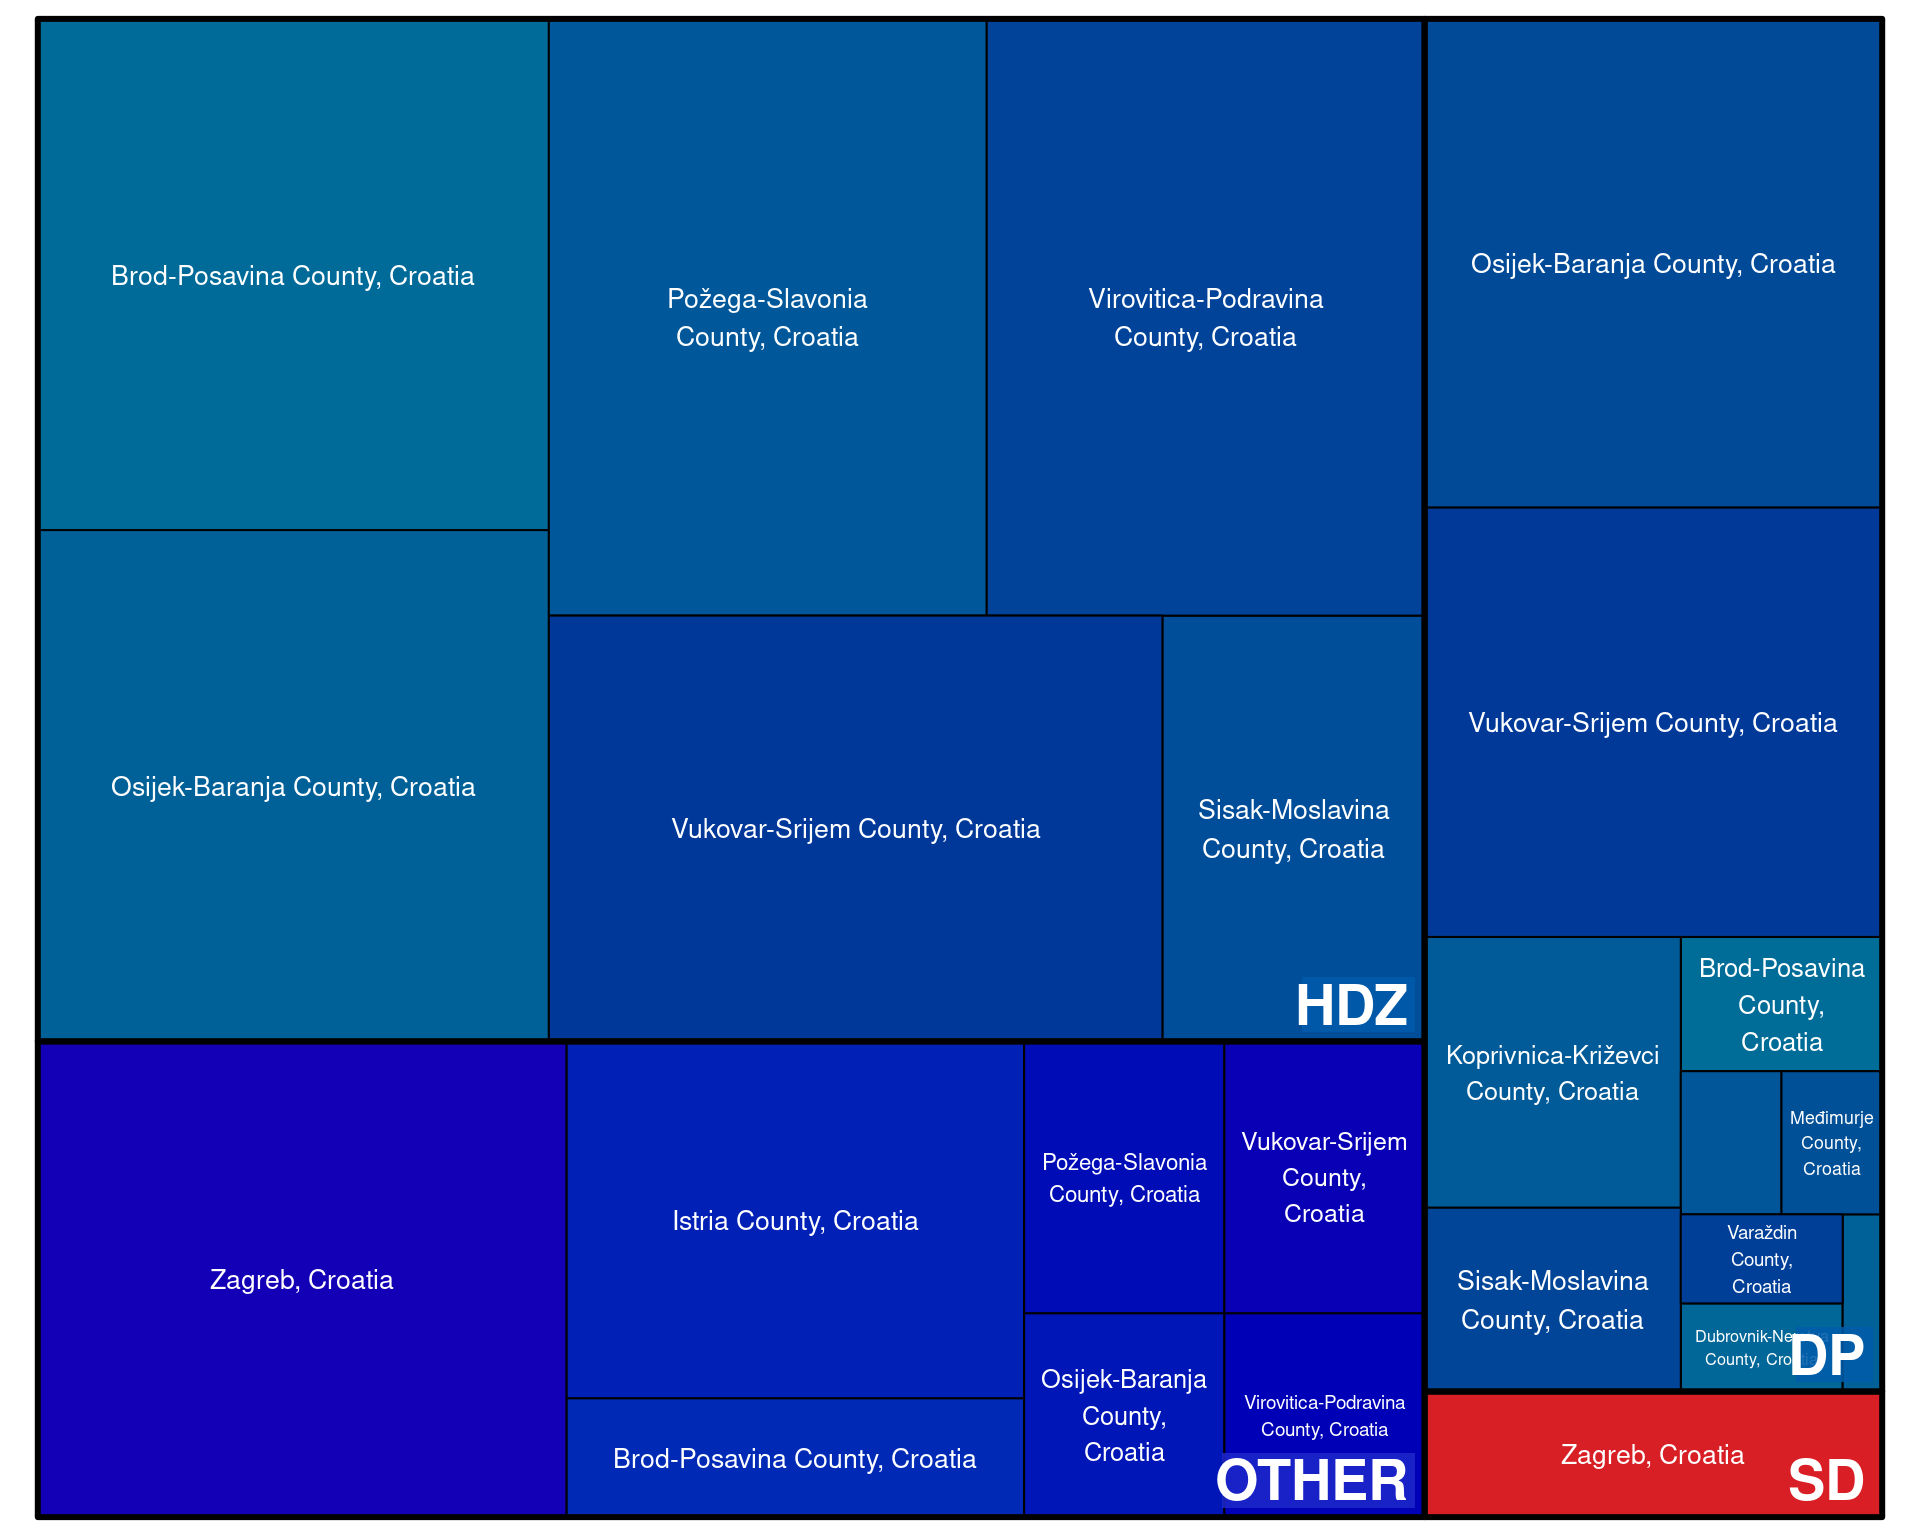 Brod-Posavina County, Croatia
Osijek-Baranja County, Croatia
Požega-Slavonia
County, Croatia
Virovitica-Podravina
County, Croatia
Vukovar-Srijem County, Croatia
Sisak-Moslavina
County, Croatia
HDZ
Osijek-Baranja County, Croatia
Vukovar-Srijem County, Croatia
Koprivnica-Križevci
County, Croatia
Brod-Posavina
County,
Croatia
Međimurje
County,
Croatia
Sisak-Moslavina
County, Croatia
Varaždin
County,
Croatia
County,
DP
Zagreb, Croatia
Istria County, Croatia
Brod-Posavina County, Croatia
Požega-Slavonia
County, Croatia
Vukovar-Srijem
County,
Croatia
Osijek-Baranja
County,
Croatia
Virovitica-Podravina
County, Croatia
OTHER
Zagreb, Croatia
SD